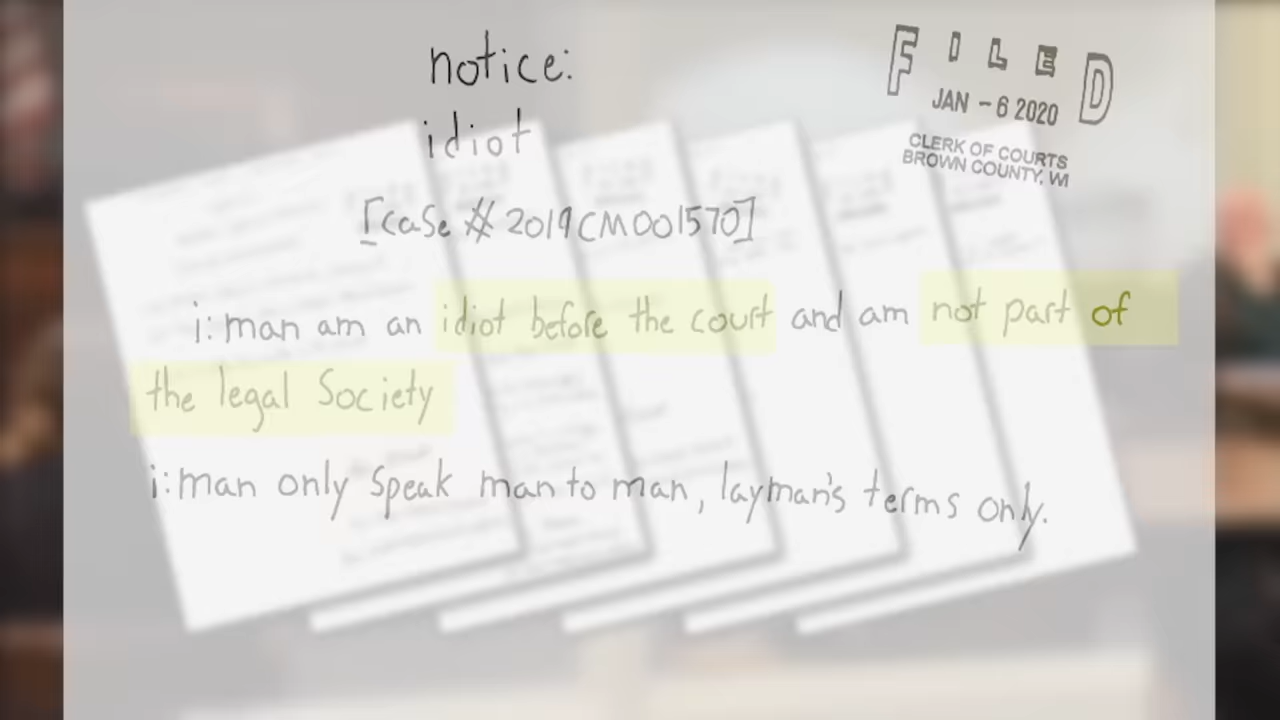 notice:
idiot
FILED
JAN - 6 2020
CLERK OF COURTS
BROWN COUNTY, WI
[case # 2019CM001570]
i: man am an idiot before the court and am not part of
the legal Society
i: man only speak man to man, layman's terms only.